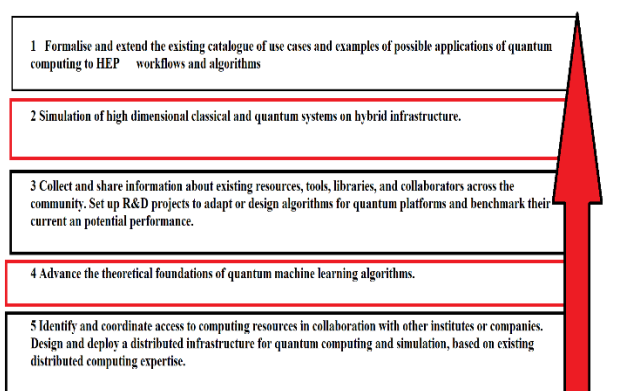 1 Formalise and extend the existing catalogue of use cases and examples of possible applications of quantum
computing to HEP workflows and algorithms
2 Simulation of high dimensional classical and quantum systems on hybrid infrastructure.
3 Collect and share information about existing resources, tools, libraries, and collaborators across the
community. Set up R&D projects to adapt or design algorithms for quantum platforms and benchmark their
current an potential performance.
4 Advance the theoretical foundations of quantum machine learning algorithms.
5 Identify and coordinate access to computing resources in collaboration with other institutes or companies.
Design and deploy a distributed infrastructure for quantum computing and simulation, based on existing
distributed computing expertise.